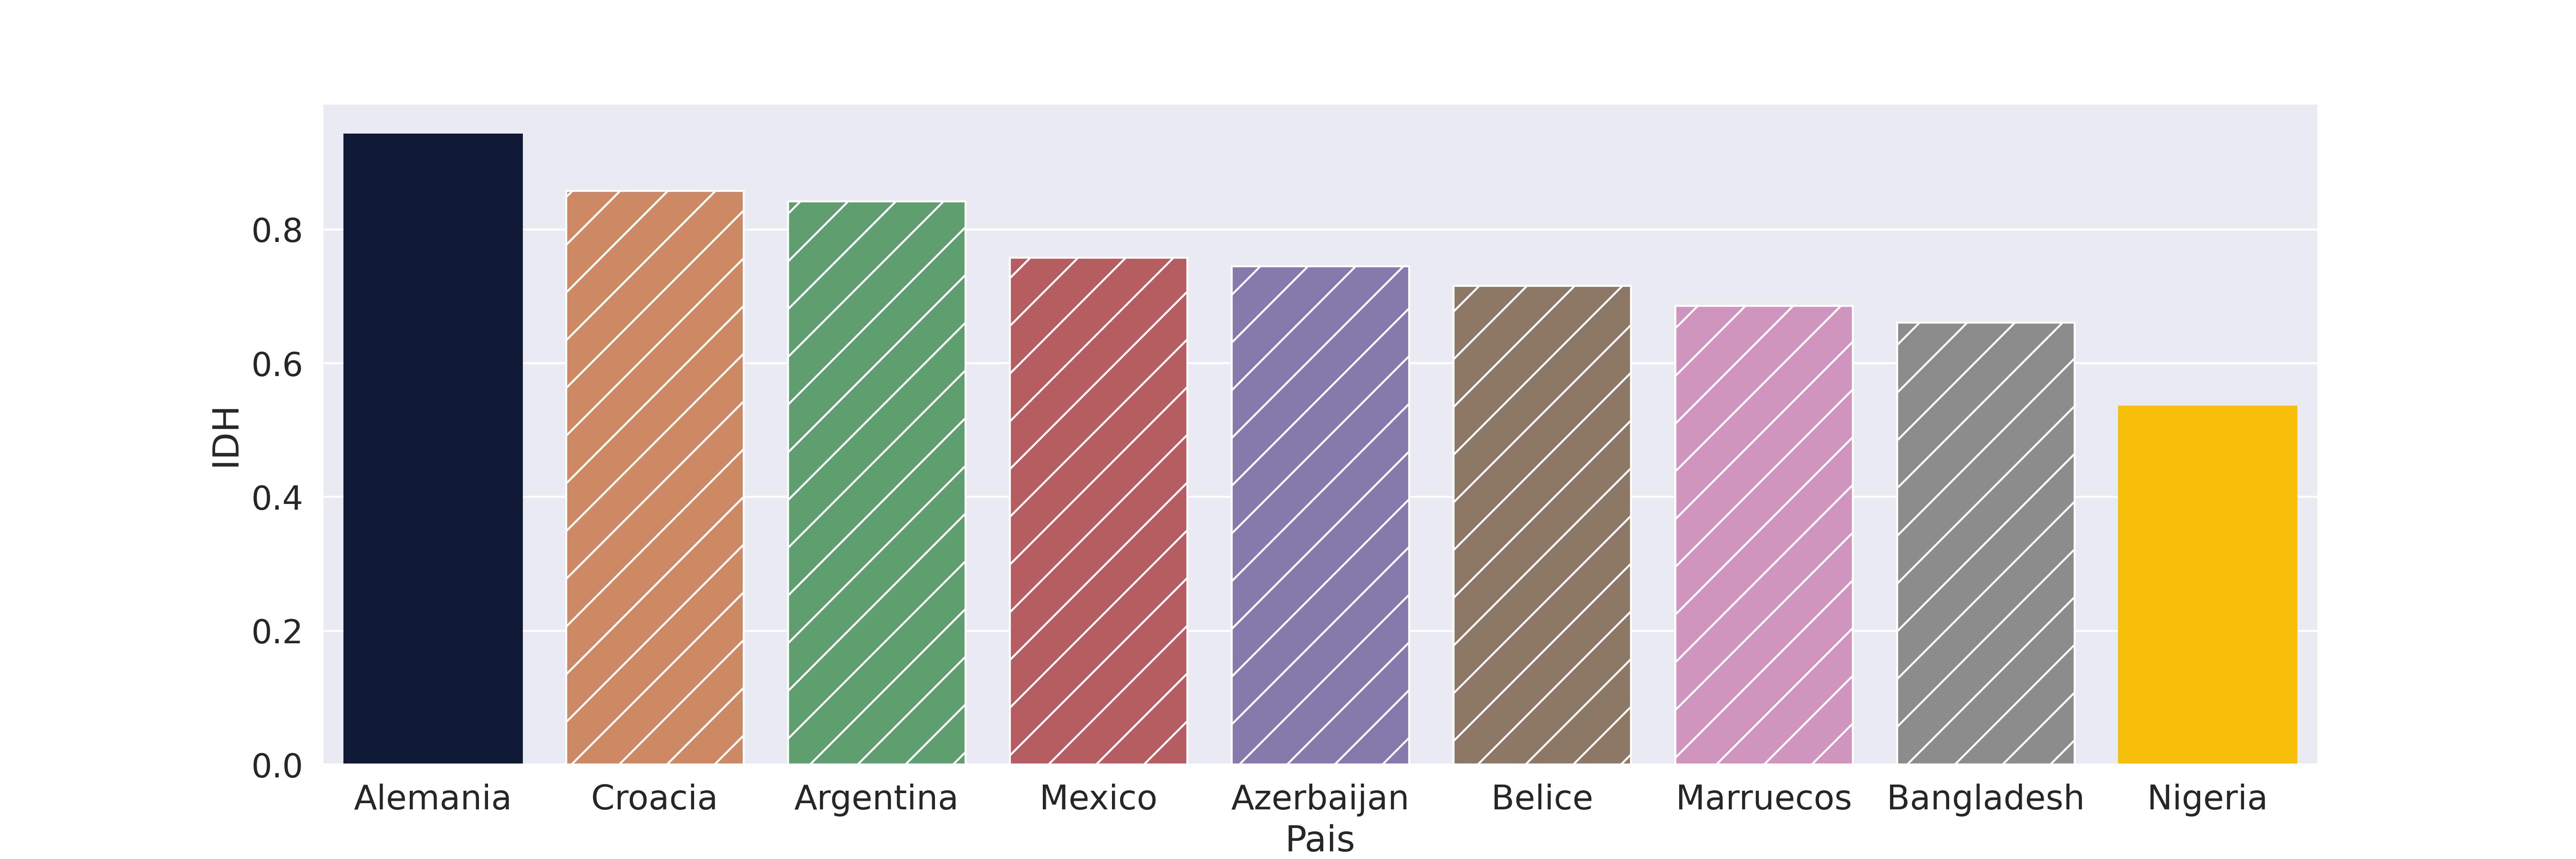 0.8
0.6
0.4
0.2
0.0
IDH
Alemania Croacia Argentina Mexico Azerbaijan Belice Marruecos Bangladesh Nigeria
Pais